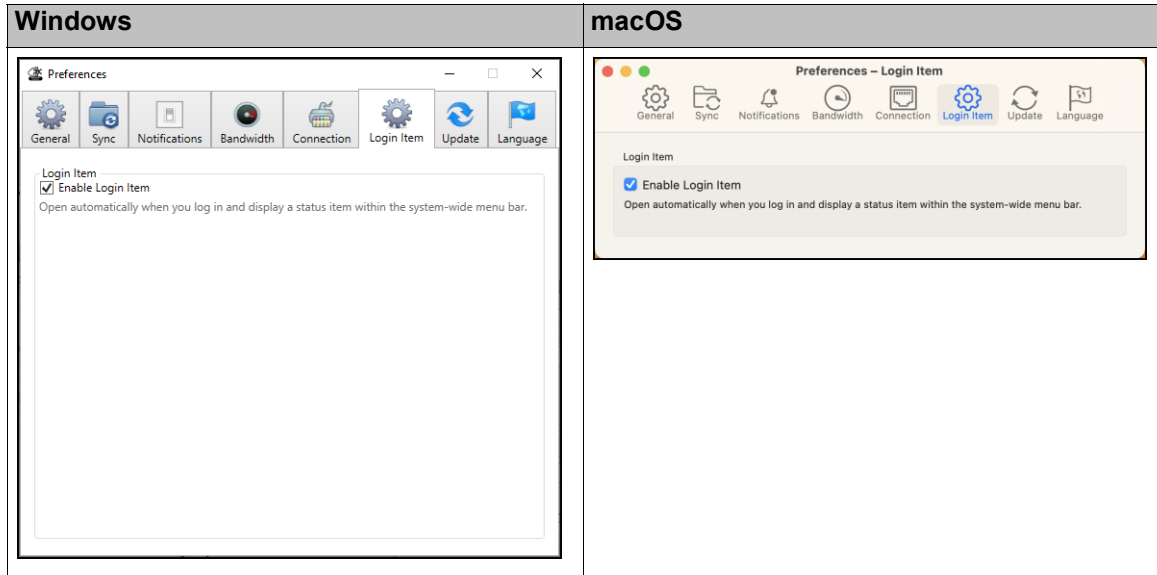 Windows
macOS
Preferences
General Sync Notifications Bandwidth Connection Login Item Update Language
Login Item
Enable Login Item
Open automatically when you log in and display a status item within the system-wide menu bar.
Preferences – Login Item
General Sync Notifications Bandwidth Connection Login Item Update Language
Login Item
Enable Login Item
Open automatically when you log in and display a status item within the system-wide menu bar.